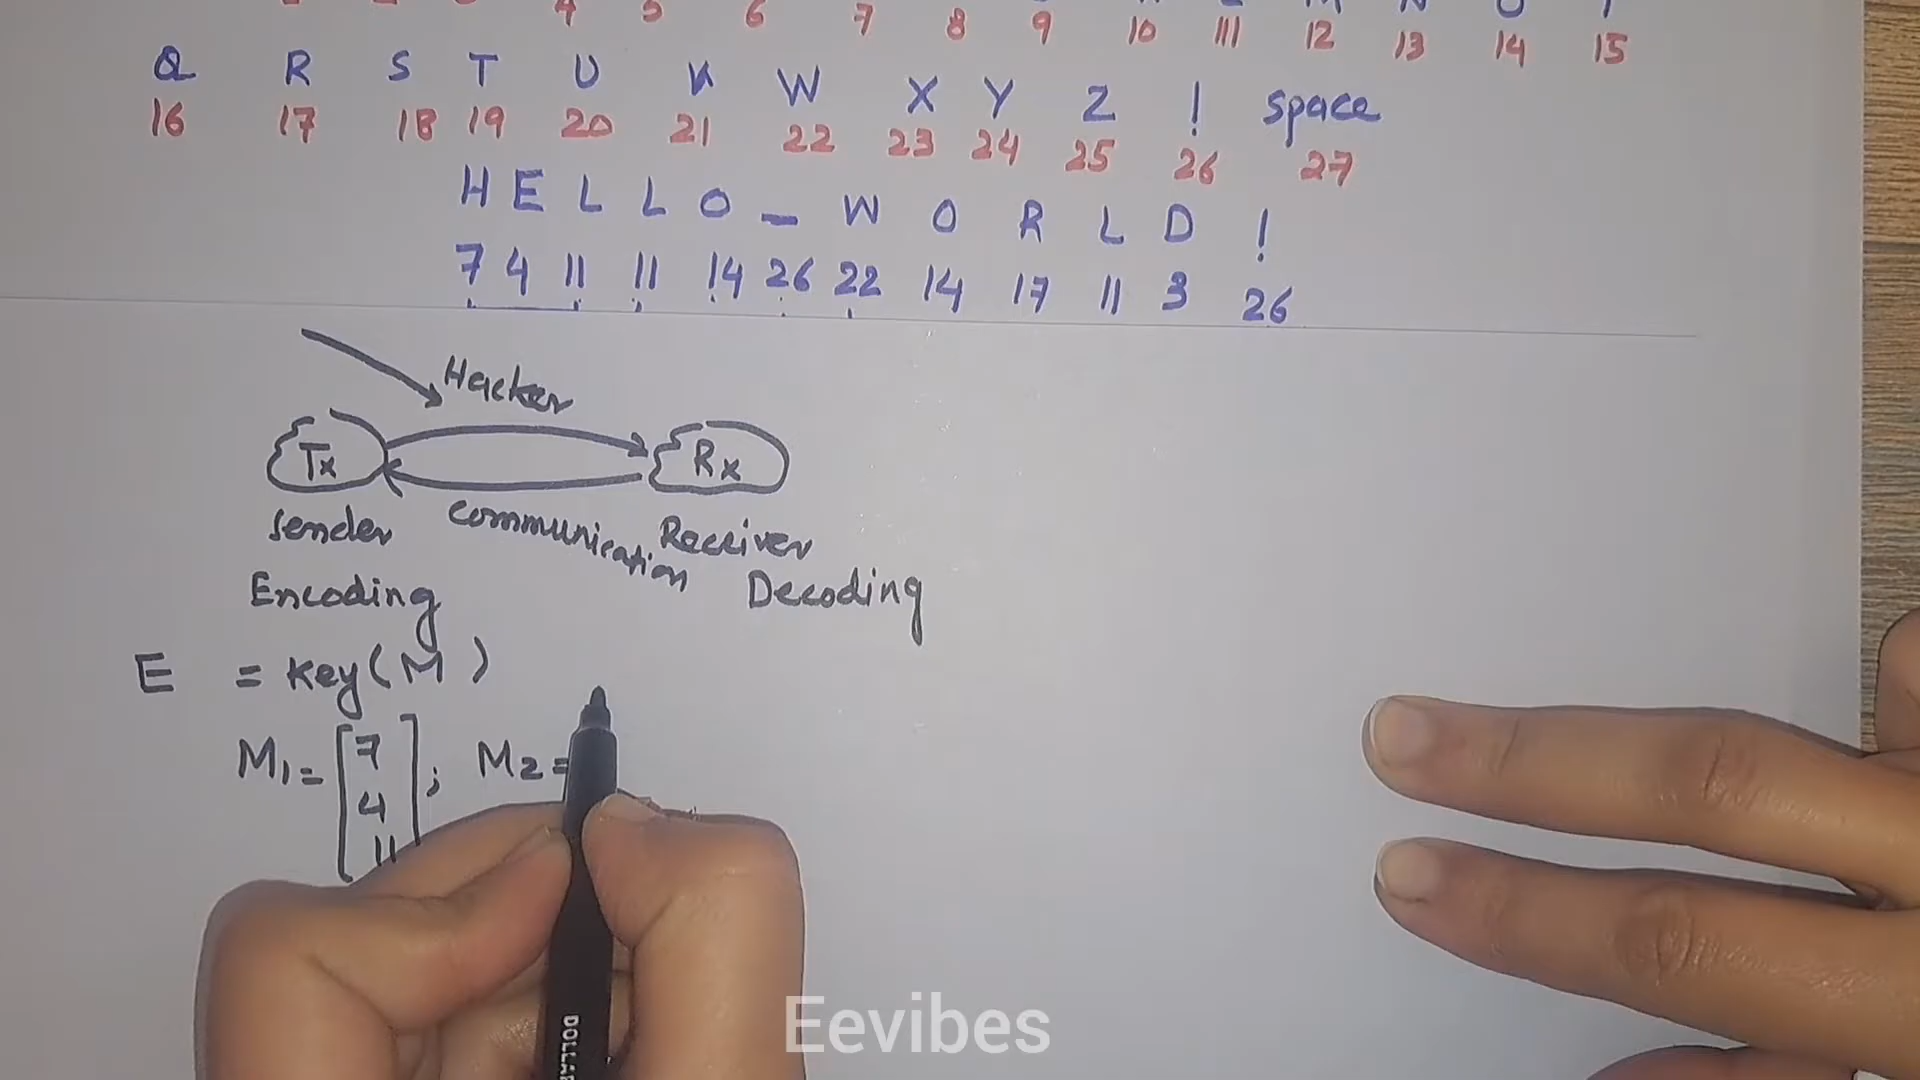 4 5 6 7 8 9 10 11 12 13 14 15
Q R S T U V W X Y Z ! space
16 17 18 19 20 21 22 23 24 25 26 27
H E L L O _ W O R L D !
7 4 11 11 14 26 22 14 17 11 3 26
Hacker
Tx Rx
sender communication Receiver
Encoding Decoding
E = Key(M)
M1 = [7 4 11]; M2 =
DOLLAR
Eevibes